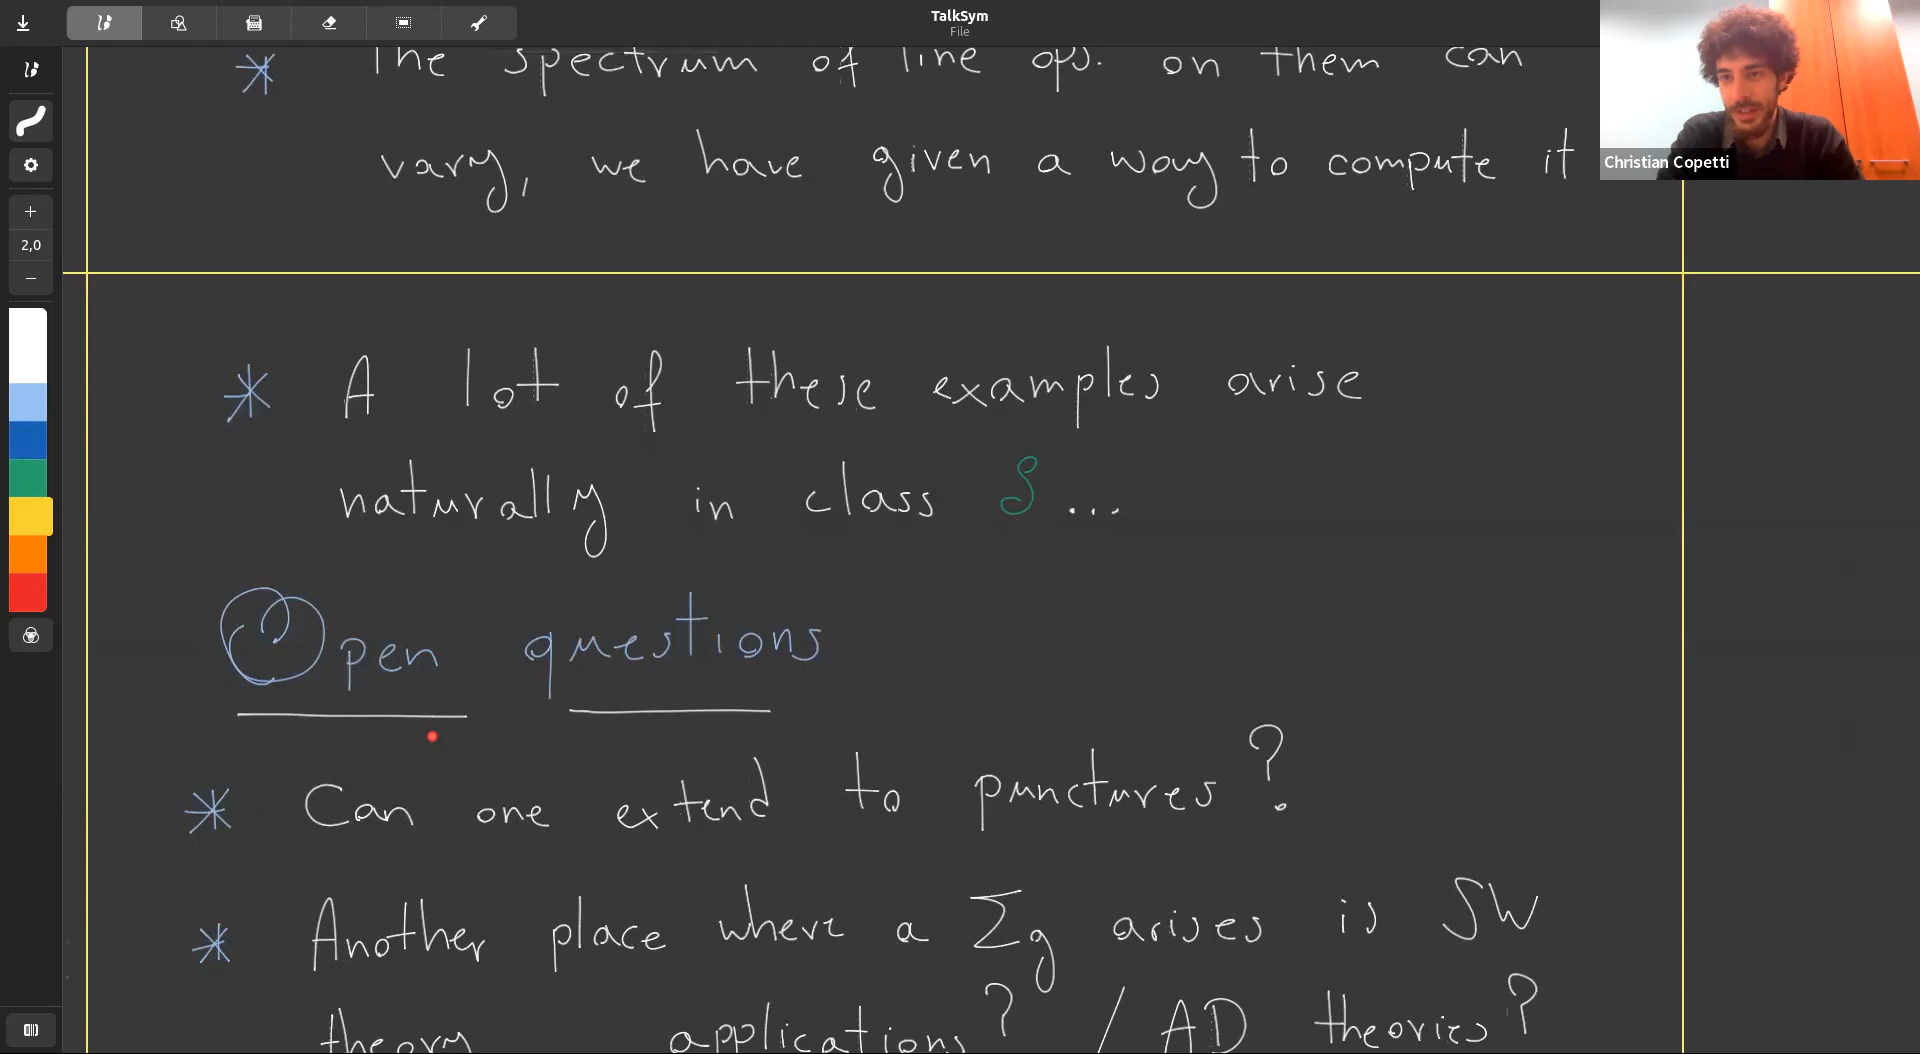 TalkSym
File
* The spectrum of line ops. on them can
vary, we have given a way to compute it
Christian Copetti
2,0
* A lot of these examples arise
naturally in class S ...
Open questions
* Can one extend to punctures?
* Another place where a Σg arises is SW
theory applications? / AD theories?